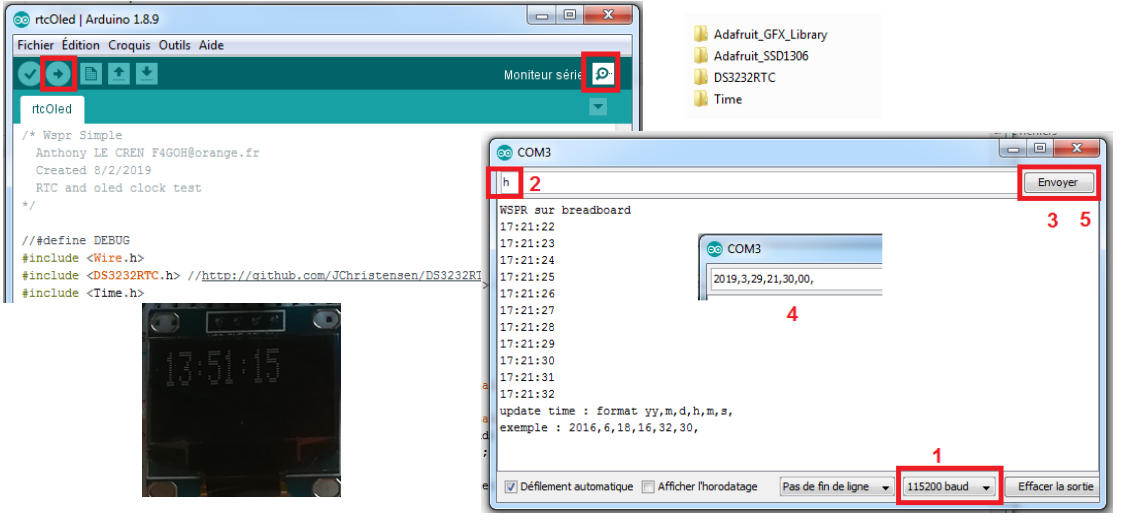 rtcOled | Arduino 1.8.9
Fichier Édition Croquis Outils Aide
Moniteur série
rtcOled
/* Wspr Simple
Anthony LE CREN F4GOH@orange.fr
Created 8/2/2019
RTC and oled clock test
*/
//#define DEBUG
#include <Wire.h>
#include <DS3232RTC.h> //http://github.com/JChristensen/DS3232RT
#include <Time.h>
13:51:15
Adafruit_GFX_Library
Adafruit_SSD1306
DS3232RTC
Time
COM3
h
2
Envoyer
3 5
WSPR sur breadboard
17:21:22
17:21:23
17:21:24
17:21:25
17:21:26
17:21:27
17:21:28
17:21:29
17:21:30
17:21:31
17:21:32
update time : format yy,m,d,h,m,s,
exemple : 2016,6,18,16,32,30,
COM3
2019,3,29,21,30,00,
4
1
Défilement automatique Afficher l'horodatage Pas de fin de ligne 115200 baud Effacer la sortie